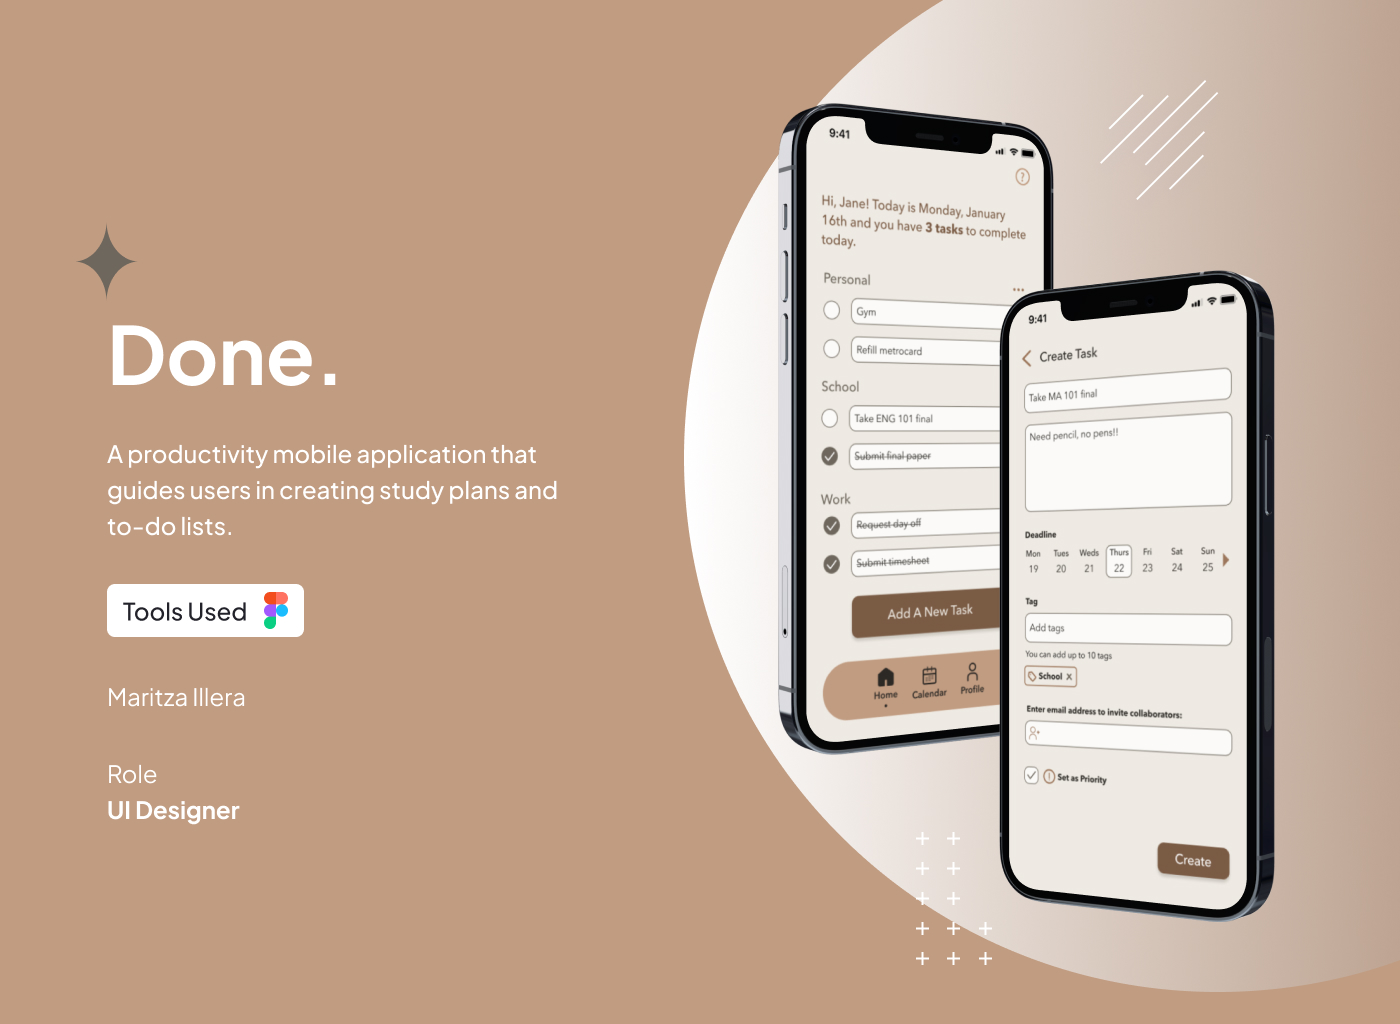 Done.
A productivity mobile application that
guides users in creating study plans and
to-do lists.
Tools Used
Maritza Illera
Role
UI Designer
9:41
?
Hi, Jane! Today is Monday, January
16th and you have 3 tasks to complete
today.
Personal
Gym
Refill metrocard
School
Take ENG 101 final
Submit final paper
Work
Request day off
Submit timesheet
Add A New Task
Home
Calendar
Profile
9:41
Create Task
Take MA 101 final
Need pencil, no pens!!
Deadline
Mon Tues Weds Thurs Fri Sat Sun
19 20 21 22 23 24 25
Tag
Add tags
You can add up to 10 tags
School X
Enter email address to invite collaborators:
Set as Priority
Create